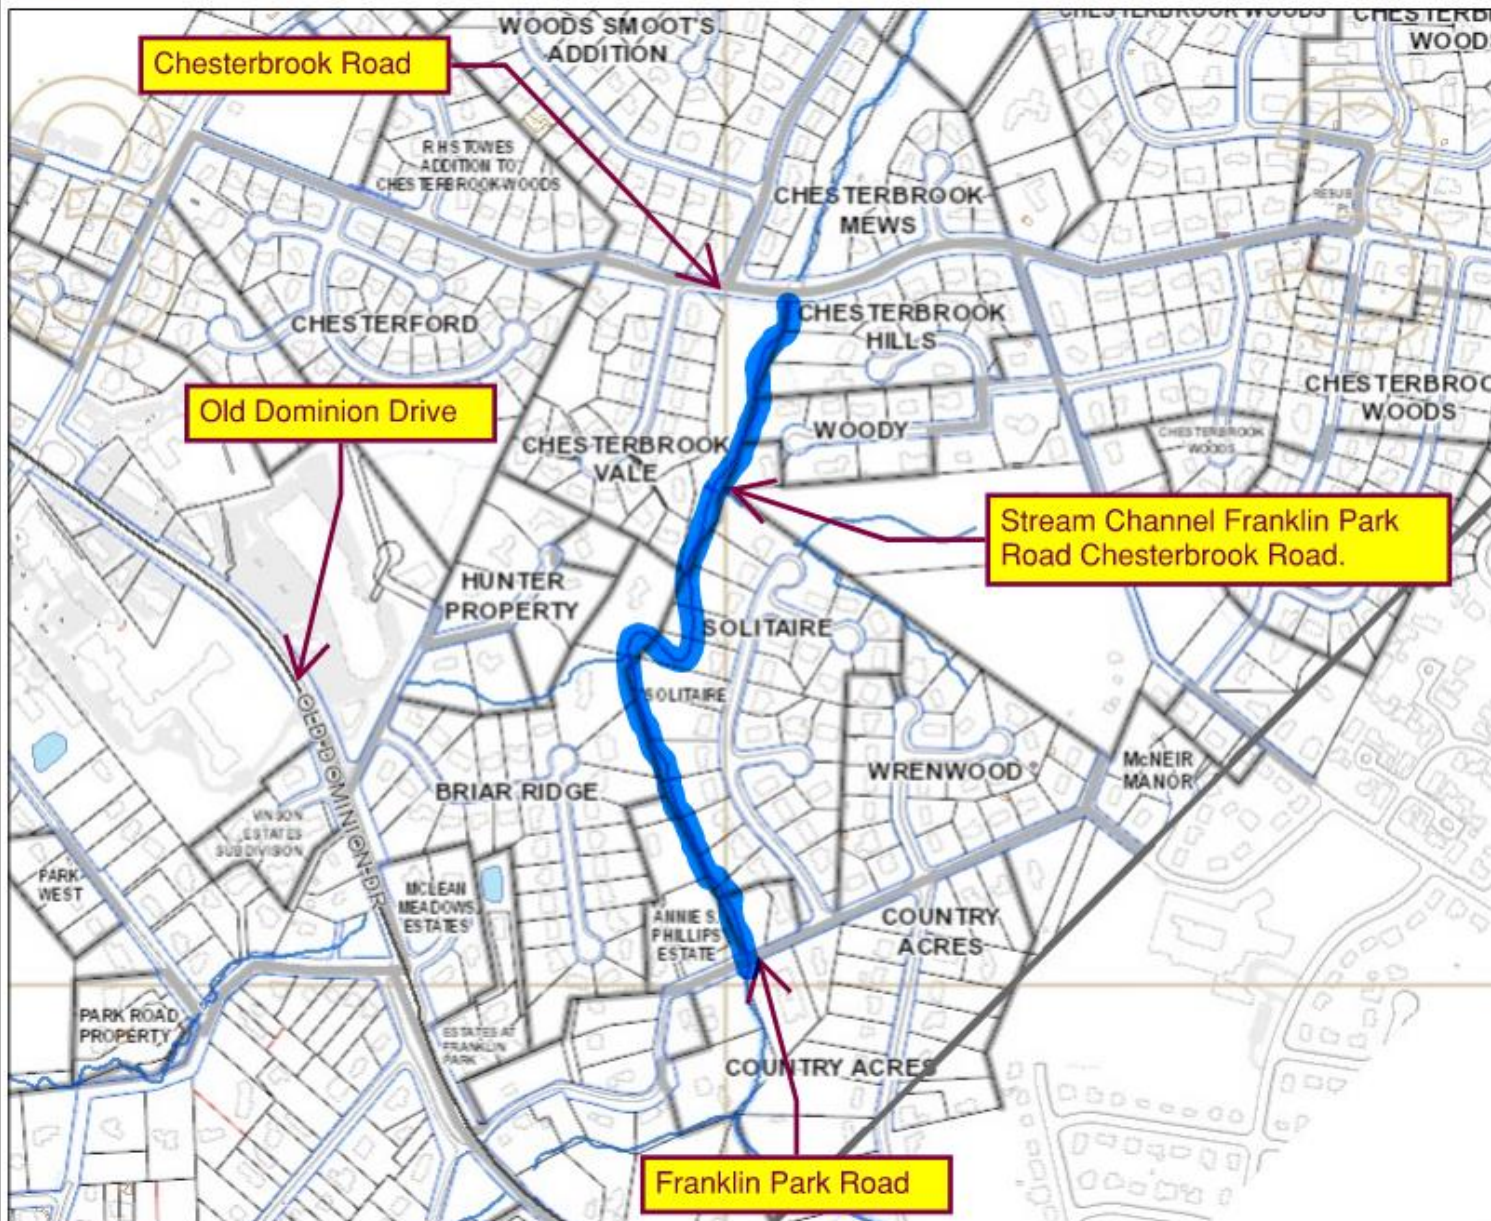 CHESTERBROOK WOODS
WOODS SMOOT'S
ADDITION
WOOD
Chesterbrook Road
R H S TOWES
ADDITION TO
CHESTERBROOK WOODS
CHESTERBROOK
MEWS
CHESTERFORD
CHESTERBROOK
HILLS
CHESTERBROO
WOODS
Old Dominion Drive
WOODY
CHESTERBROOK
WOODS
CHESTERBROOK
VALE
Stream Channel Franklin Park
Road Chesterbrook Road.
HUNTER
PROPERTY
SOLITAIRE
SOLITAIRE
OLD DOMINION DR
WRENWOOD
McNEIR
MANOR
BRIAR RIDGE
VINSON
ESTATES
SUBDIVISION
PARK
WEST
MCLEAN
MEADOWS
ESTATES
ANNIE S.
PHILLIPS
ESTATE
COUNTRY
ACRES
PARK ROAD
PROPERTY
ESTATES AT
FRANKLIN
PARK
COUNTRY ACRES
Franklin Park Road